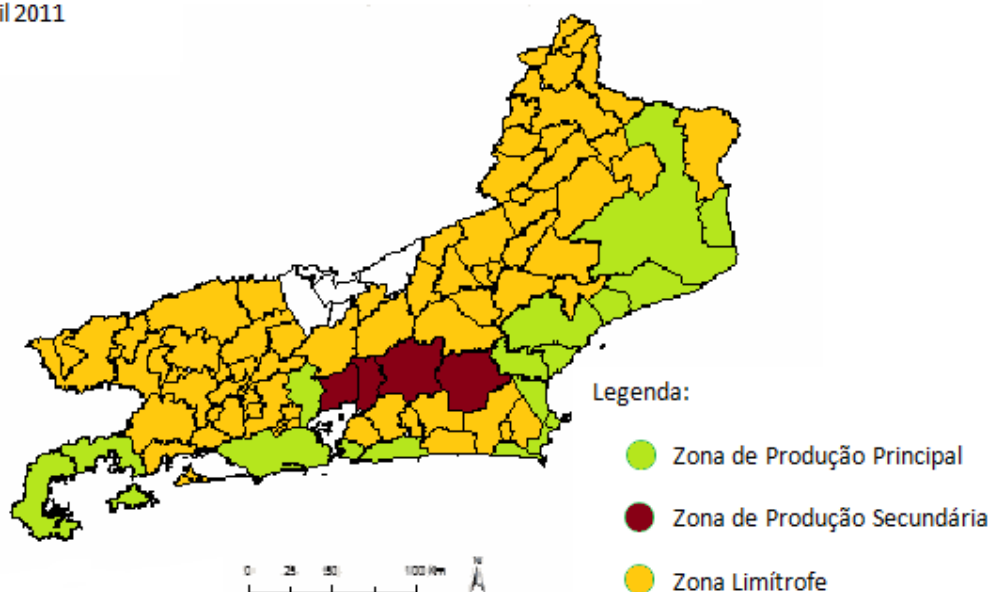 il 2011
Legenda:
Zona de Produção Principal
Zona de Produção Secundária
Zona Limítrofe
0 25 50 100 Km
N